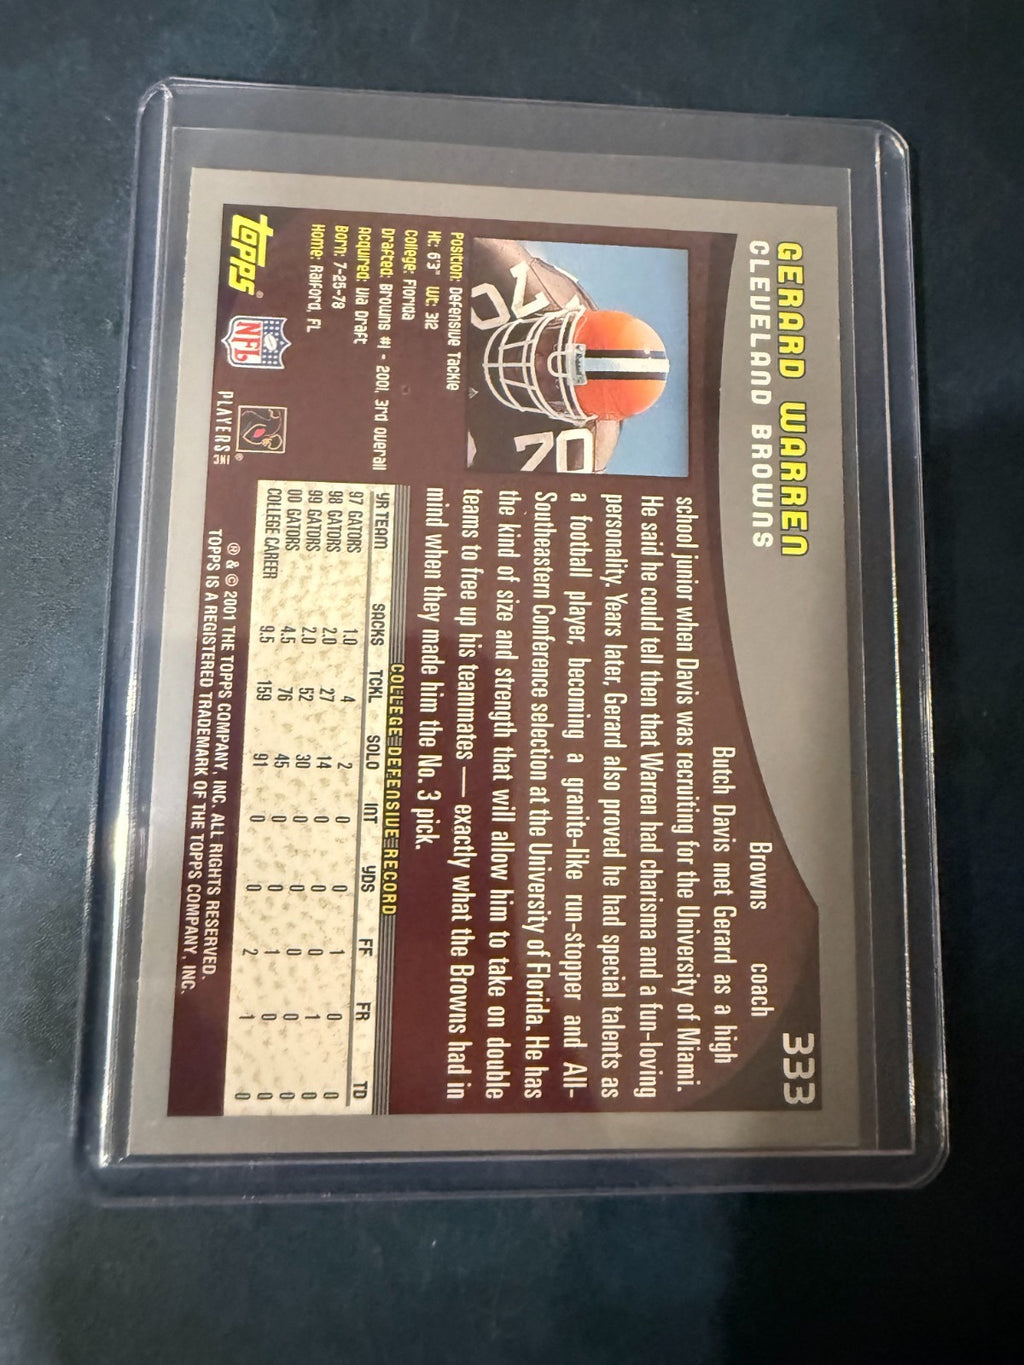 GERARD WARREN
CLEVELAND BROWNS
333
Browns coach
Butch Davis met Gerard as a high
school junior when Davis was recruiting for the University of Miami.
He said he could tell then that Warren had charisma and a fun-loving
personality. Years later, Gerard also proved he had special talents as
a football player, becoming a granite-like run-stopper and All-
Southeastern Conference selection at the University of Florida. He has
the kind of size and strength that will allow him to take on double
teams to free up his teammates — exactly what the Browns had in
mind when they made him the No. 3 pick.
70
Position: Defensive Tackle
Ht: 6'3" Wt: 312
College: Florida
Drafted: Browns #1 - 2001, 3rd overall
Acquired: Via Draft
Born: 7-25-78
Home: Raiford, FL
COLLEGE DEFENSIVE RECORD
YR TEAM SACKS TCKL SOLO INT YDS FF FR TD
97 GATORS 1.0 4 2 0 0 1 0 0
98 GATORS 2.0 27 14 0 0 0 1 0
99 GATORS 2.0 52 30 0 0 0 0 0
00 GATORS 4.5 76 45 0 0 1 0 0
COLLEGE CAREER 9.5 159 91 0 0 2 1 0
topps®
NFL
PLAYERS INC
® & © 2001 THE TOPPS COMPANY, INC. ALL RIGHTS RESERVED.
TOPPS IS A REGISTERED TRADEMARK OF THE TOPPS COMPANY, INC.